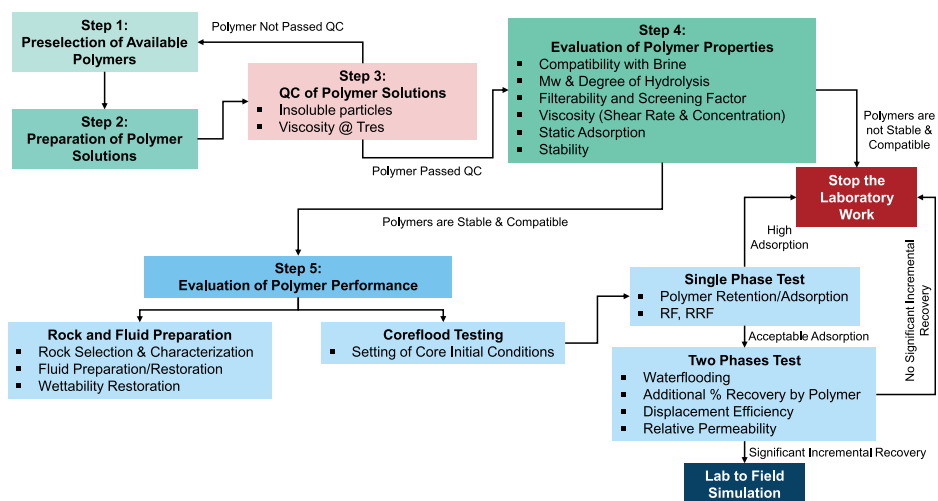 Step 1:
Preselection of Available
Polymers
Polymer Not Passed QC
Step 2:
Preparation of Polymer
Solutions
Step 3:
QC of Polymer Solutions
▪ Insoluble particles
▪ Viscosity @ Tres
Polymer Passed QC
Step 4:
Evaluation of Polymer Properties
▪ Compatibility with Brine
▪ Mw & Degree of Hydrolysis
▪ Filterability and Screening Factor
▪ Viscosity (Shear Rate & Concentration)
▪ Static Adsorption
▪ Stability
Polymers are
not Stable &
Compatible
Stop the
Laboratory
Work
Polymers are Stable & Compatible
Step 5:
Evaluation of Polymer Performance
Rock and Fluid Preparation
▪ Rock Selection & Characterization
▪ Fluid Preparation/Restoration
▪ Wettability Restoration
Coreflood Testing
▪ Setting of Core Initial Conditions
High
Adsorption
Single Phase Test
▪ Polymer Retention/Adsorption
▪ RF, RRF
Acceptable Adsorption
No Significant Incremental
Recovery
Two Phases Test
▪ Waterflooding
▪ Additional % Recovery by Polymer
▪ Displacement Efficiency
▪ Relative Permeability
Significant Incremental Recovery
Lab to Field
Simulation